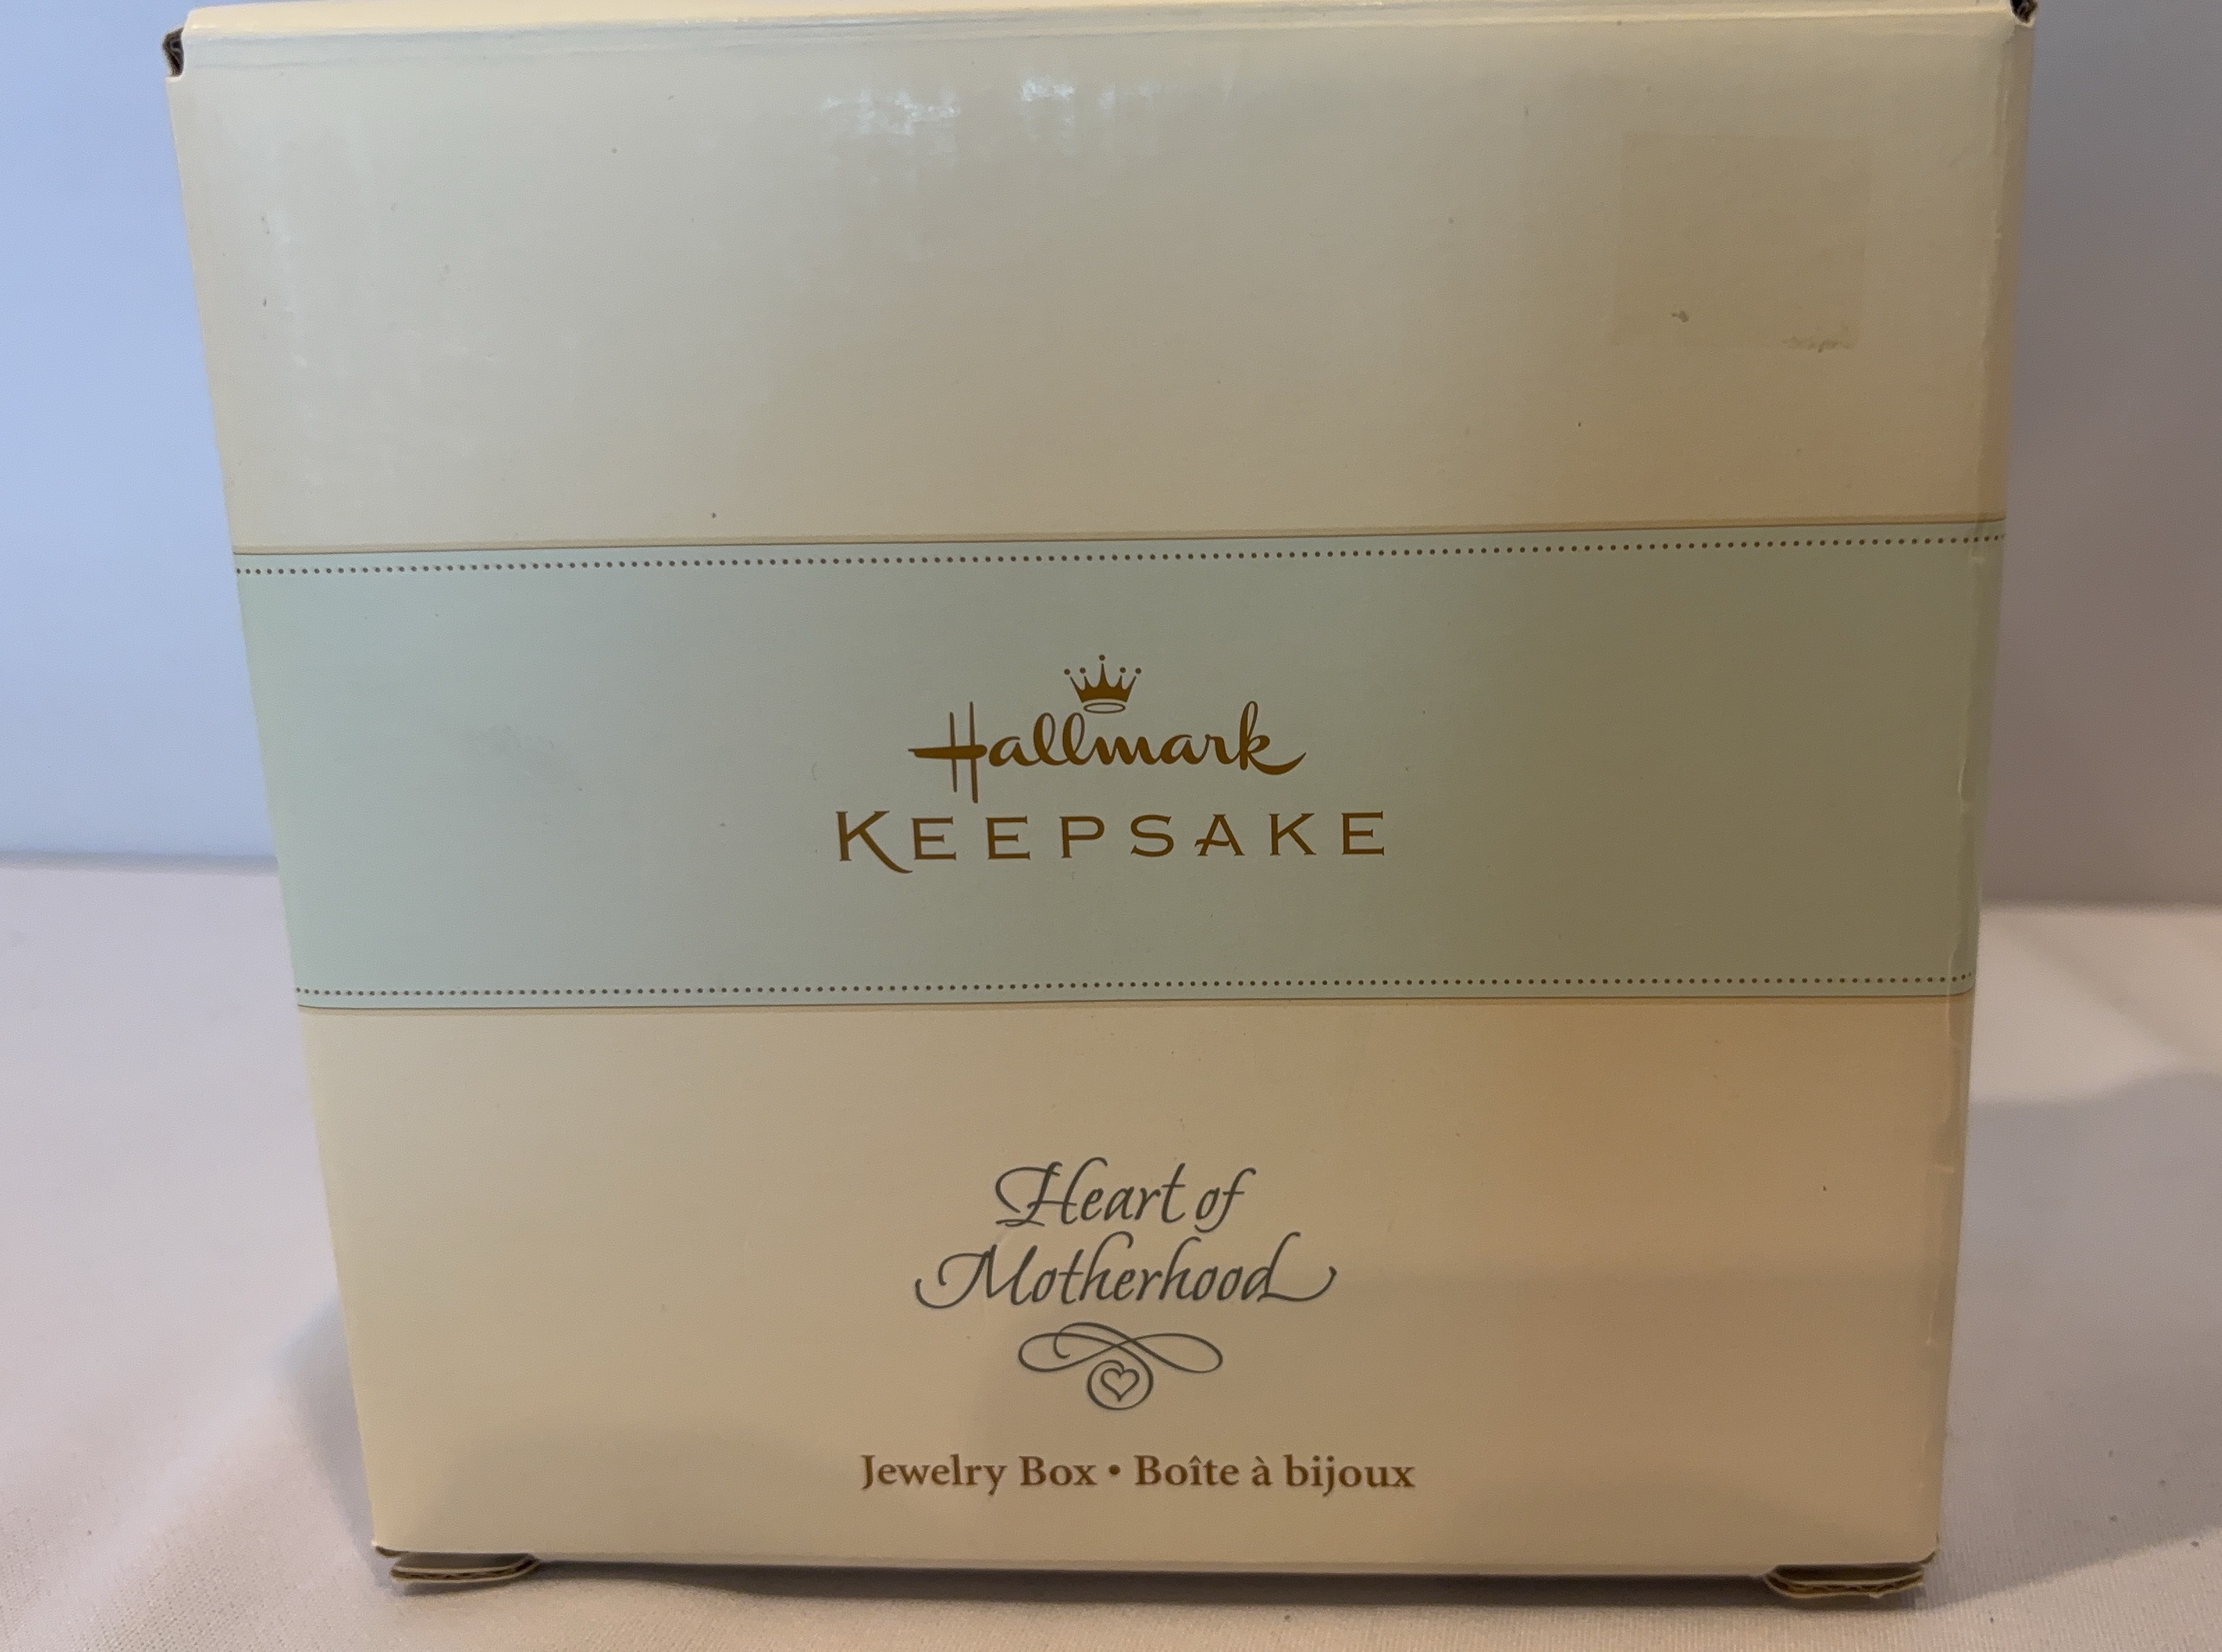 Hallmark
KEEPSAKE
Heart of
Motherhood
Jewelry Box • Boîte à bijoux